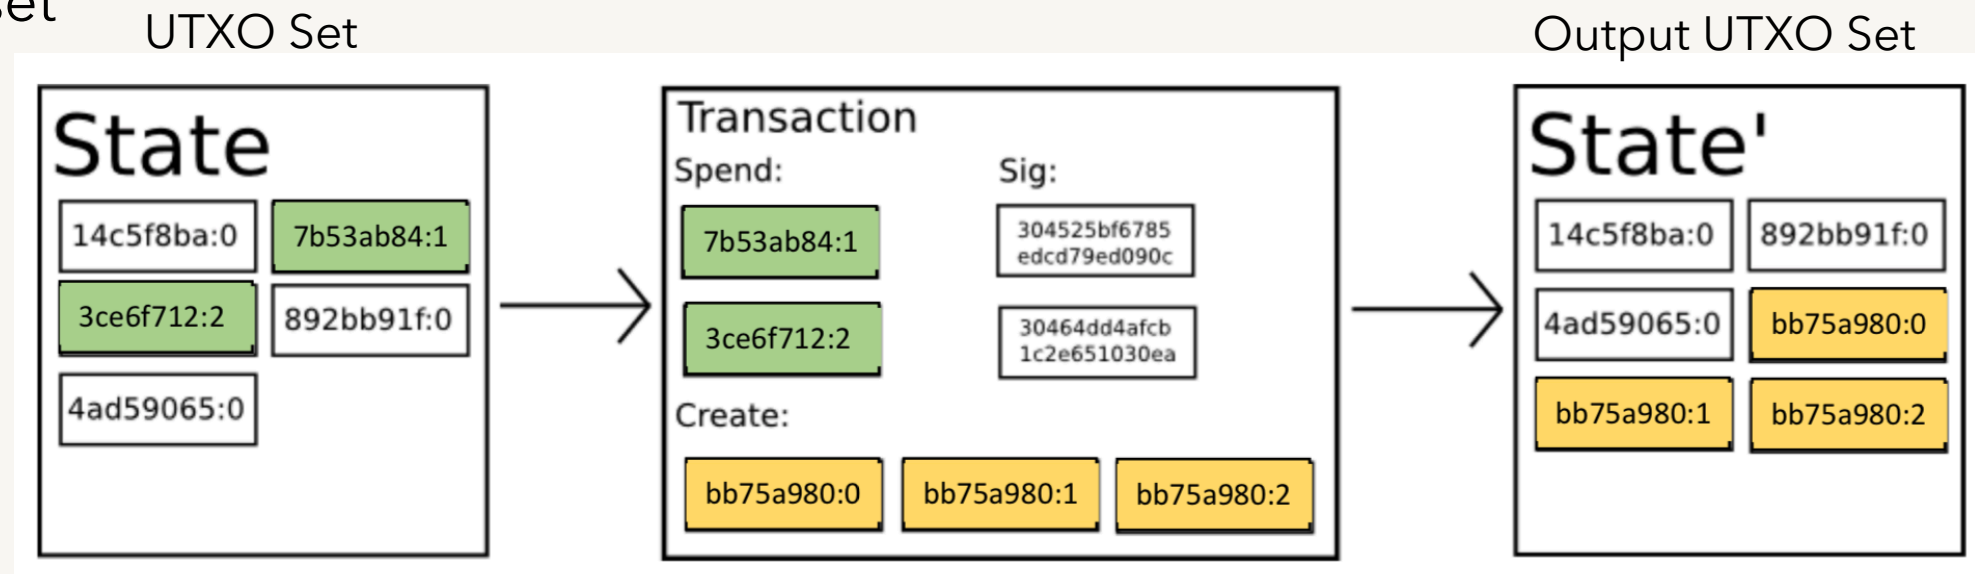 set
UTXO Set
Output UTXO Set
State
14c5f8ba:0 7b53ab84:1
3ce6f712:2 892bb91f:0
4ad59065:0
Transaction
Spend: Sig:
7b53ab84:1
304525bf6785
edcd79ed090c
3ce6f712:2
30464dd4afcb
1c2e651030ea
Create:
bb75a980:0 bb75a980:1 bb75a980:2
State'
14c5f8ba:0 892bb91f:0
4ad59065:0 bb75a980:0
bb75a980:1 bb75a980:2